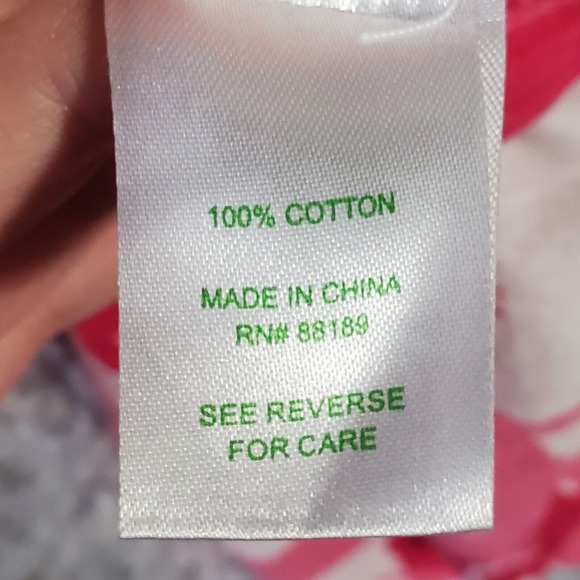 100% COTTON
MADE IN CHINA
RN# 88189
SEE REVERSE
FOR CARE